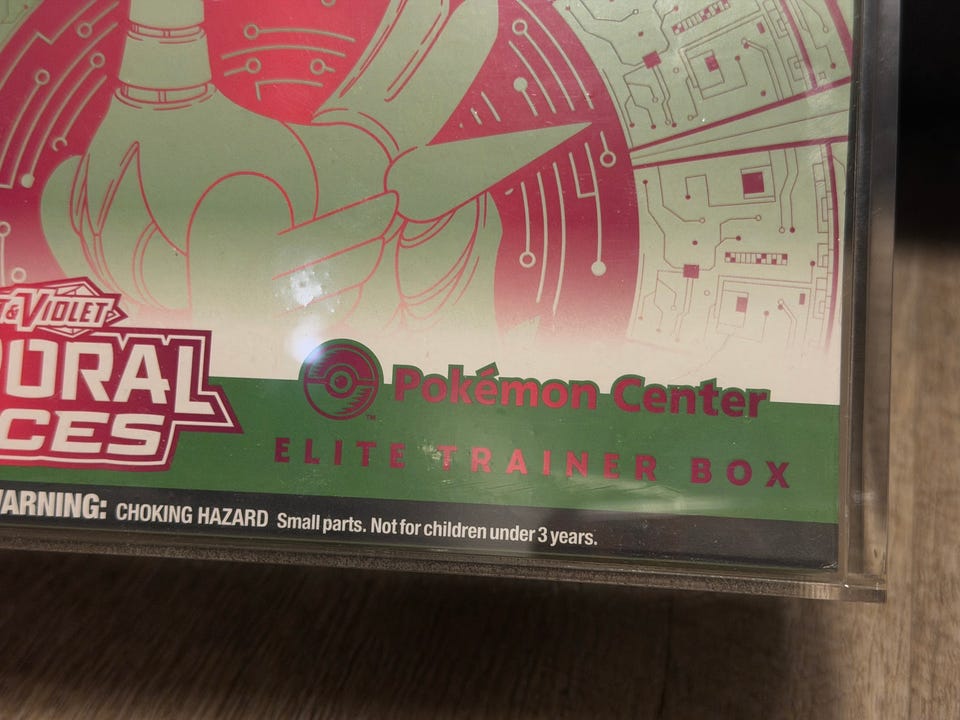 & VIOLET
ORAL
CES
Pokémon Center
TM
ELITE TRAINER BOX
WARNING: CHOKING HAZARD Small parts. Not for children under 3 years.